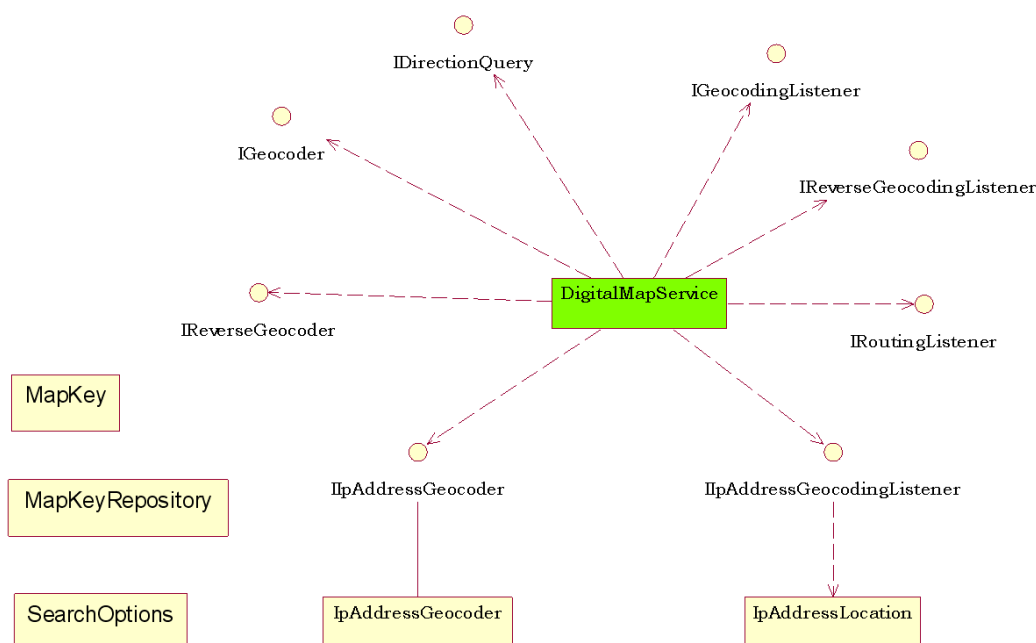 IDirectionQuery
IGeocodingListener
IGeocoder
IReverseGeocodingListener
DigitalMapService
IReverseGeocoder
IRoutingListener
MapKey
IIpAddressGeocoder
IIpAddressGeocodingListener
MapKeyRepository
SearchOptions
IpAddressGeocoder
IpAddressLocation